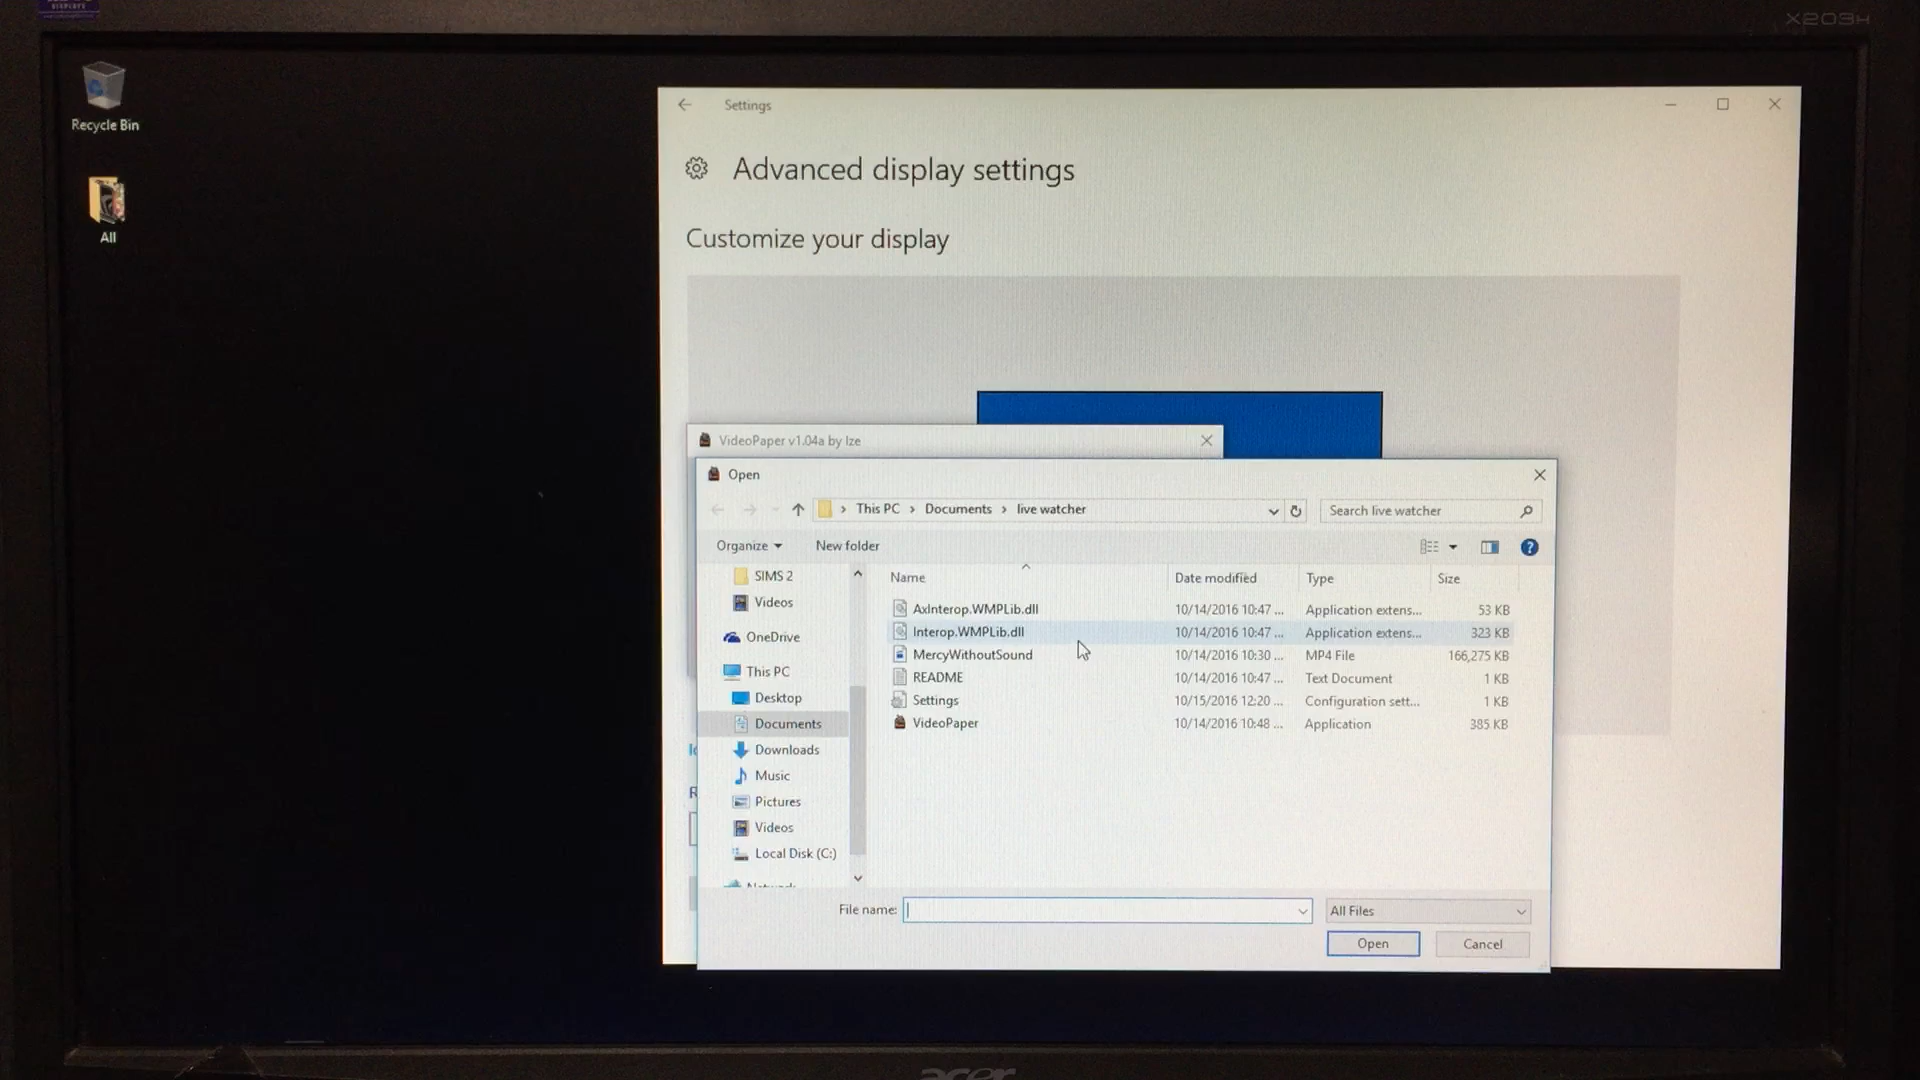 DISPLAYS
X203H
Recycle Bin
All
Settings
Advanced display settings
Customize your display
VideoPaper v1.04a by Ize
Open
This PC > Documents > live watcher
Search live watcher
Organize
New folder
Name Date modified Type Size
SIMS 2
Videos
OneDrive
This PC
Desktop
Documents
Downloads
Music
Pictures
Videos
Local Disk (C:)
Network
AxInterop.WMPLib.dll 10/14/2016 10:47 ... Application extens... 53 KB
Interop.WMPLib.dll 10/14/2016 10:47 ... Application extens... 323 KB
MercyWithoutSound 10/14/2016 10:30 ... MP4 File 166,275 KB
README 10/14/2016 10:47 ... Text Document 1 KB
Settings 10/15/2016 12:20 ... Configuration sett... 1 KB
VideoPaper 10/14/2016 10:48 ... Application 385 KB
File name:
All Files
Open
Cancel
acer